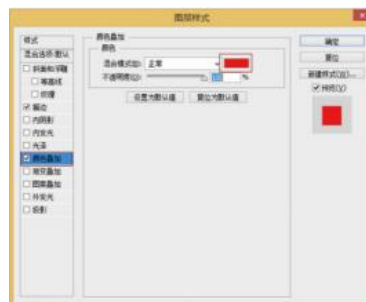 图层样式
样式
混合选项:默认
斜面和浮雕
等高线
纹理
描边
内阴影
内发光
光泽
颜色叠加
渐变叠加
图案叠加
外发光
投影
颜色叠加
颜色
混合模式(B): 正常
不透明度(O): %
设置为默认值 复位为默认值
确定
复位
新建样式(W)...
预览(V)